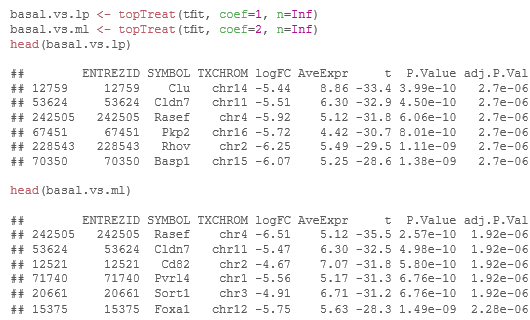 basal.vs.lp <- topTreat(tfit, coef=1, n=Inf)
basal.vs.ml <- topTreat(tfit, coef=2, n=Inf)
head(basal.vs.lp)
## ENTREZID SYMBOL TXCHROM logFC AveExpr t P.Value adj.P.Val
## 12759 12759 Clu chr14 -5.44 8.86 -33.4 3.99e-10 2.7e-06
## 53624 53624 Cldn7 chr11 -5.51 6.30 -32.9 4.50e-10 2.7e-06
## 242505 242505 Rasef chr4 -5.92 5.12 -31.8 6.06e-10 2.7e-06
## 67451 67451 Pkp2 chr16 -5.72 4.42 -30.7 8.01e-10 2.7e-06
## 228543 228543 Rhov chr2 -6.25 5.49 -29.5 1.11e-09 2.7e-06
## 70350 70350 Basp1 chr15 -6.07 5.25 -28.6 1.38e-09 2.7e-06
head(basal.vs.ml)
## ENTREZID SYMBOL TXCHROM logFC AveExpr t P.Value adj.P.Val
## 242505 242505 Rasef chr4 -6.51 5.12 -35.5 2.57e-10 1.92e-06
## 53624 53624 Cldn7 chr11 -5.47 6.30 -32.5 4.98e-10 1.92e-06
## 12521 12521 Cd82 chr2 -4.67 7.07 -31.8 5.80e-10 1.92e-06
## 71740 71740 Pvrl4 chr1 -5.56 5.17 -31.3 6.76e-10 1.92e-06
## 20661 20661 Sort1 chr3 -4.91 6.71 -31.2 6.76e-10 1.92e-06
## 15375 15375 Foxa1 chr12 -5.75 5.63 -28.3 1.49e-09 2.28e-06